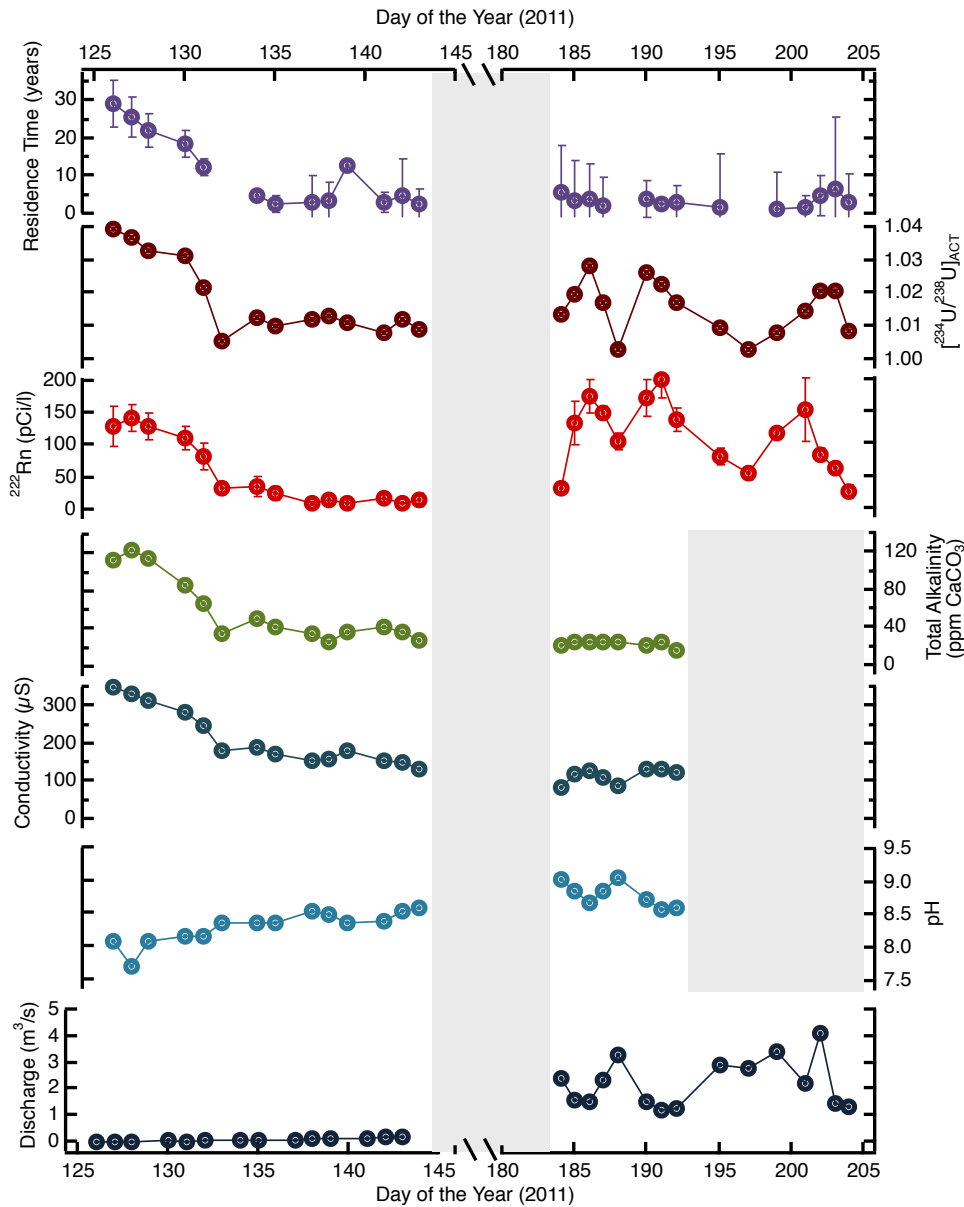 Day of the Year (2011)
125 130 135 140 145 180 185 190 195 200 205
Residence Time (years)
30
20
10
0
[²³⁴U/²³⁸U]ACT
1.04
1.03
1.02
1.01
1.00
²²²Rn (pCi/l)
200
150
100
50
0
Total Alkalinity
(ppm CaCO₃)
120
80
40
0
Conductivity (µS)
300
200
100
0
pH
9.5
9.0
8.5
8.0
7.5
Discharge (m³/s)
5
4
3
2
1
0
125 130 135 140 145 180 185 190 195 200 205
Day of the Year (2011)